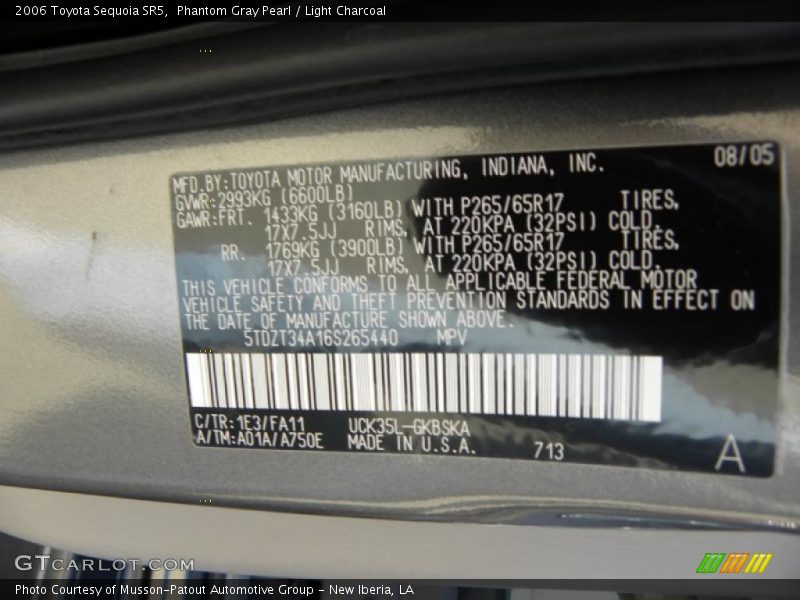 2006 Toyota Sequoia SR5,  Phantom Gray Pearl / Light Charcoal
MFD.BY:TOYOTA MOTOR MANUFACTURING, INDIANA, INC. 08/05
GVWR:2993KG (6600LB)
GAWR:FRT. 1433KG (3160LB) WITH P265/65R17 TIRES,
17X7.5JJ RIMS, AT 220KPA (32PSI) COLD.
RR. 1769KG (3900LB) WITH P265/65R17 TIRES,
17X7.5JJ RIMS, AT 220KPA (32PSI) COLD.
THIS VEHICLE CONFORMS TO ALL APPLICABLE FEDERAL MOTOR
VEHICLE SAFETY AND THEFT PREVENTION STANDARDS IN EFFECT ON
THE DATE OF MANUFACTURE SHOWN ABOVE.
5TDZT34A16S265440 MPV
C/TR:1E3/FA11 UCK35L-GKBSKA
A/TM:A01A/A750E MADE IN U.S.A. 713 A
GTCARLOT.COM
Photo Courtesy of Musson-Patout Automotive Group - New Iberia, LA